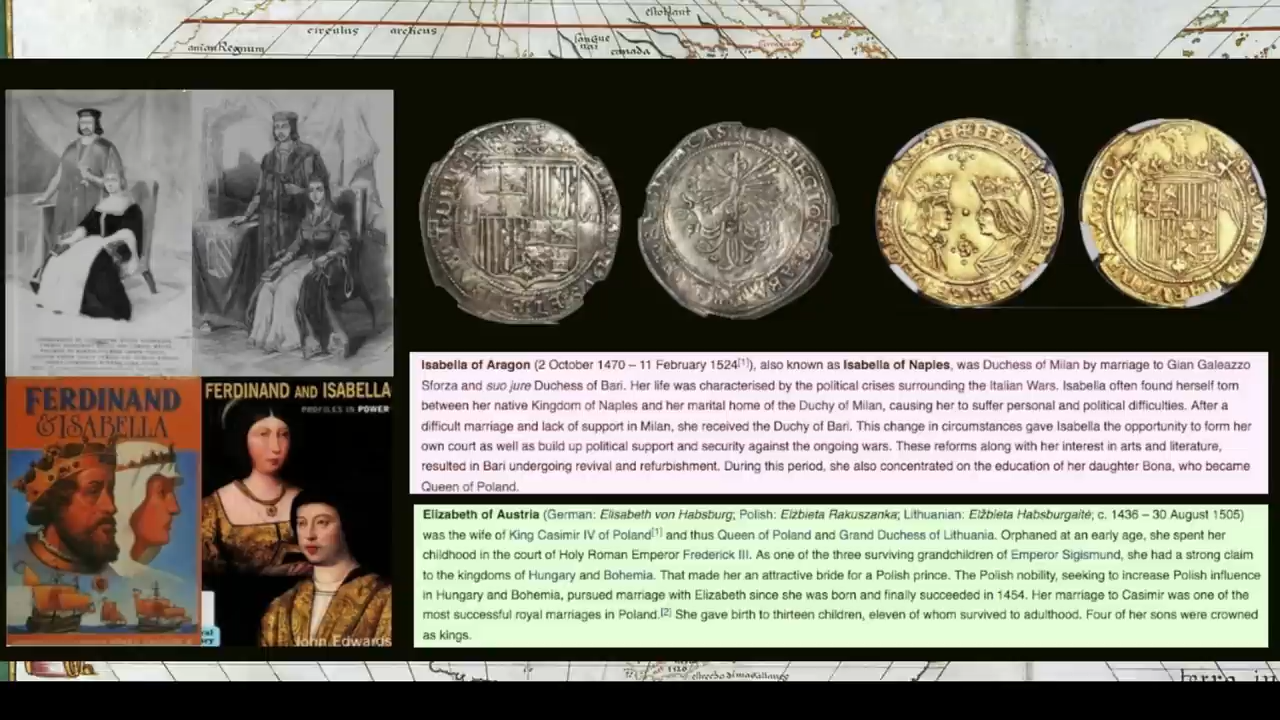 estotilant
circulus arcticus
FERDINAND
& ISABELLA
FERDINAND AND ISABELLA
PROFILES IN POWER
John Edwards
Isabella of Aragon (2 October 1470 – 11 February 1524[1]), also known as Isabella of Naples, was Duchess of Milan by marriage to Gian Galeazzo
Sforza and suo jure Duchess of Bari. Her life was characterised by the political crises surrounding the Italian Wars. Isabella often found herself torn
between her native Kingdom of Naples and her marital home of the Duchy of Milan, causing her to suffer personal and political difficulties. After a
difficult marriage and lack of support in Milan, she received the Duchy of Bari. This change in circumstances gave Isabella the opportunity to form her
own court as well as build up political support and security against the ongoing wars. These reforms along with her interest in arts and literature,
resulted in Bari undergoing revival and refurbishment. During this period, she also concentrated on the education of her daughter Bona, who became
Queen of Poland.
Elizabeth of Austria (German: Elisabeth von Habsburg; Polish: Elżbieta Rakuszanka; Lithuanian: Elžbieta Habsburgaitė; c. 1436 – 30 August 1505)
was the wife of King Casimir IV of Poland[1] and thus Queen of Poland and Grand Duchess of Lithuania. Orphaned at an early age, she spent her
childhood in the court of Holy Roman Emperor Frederick III. As one of the three surviving grandchildren of Emperor Sigismund, she had a strong claim
to the kingdoms of Hungary and Bohemia. That made her an attractive bride for a Polish prince. The Polish nobility, seeking to increase Polish influence
in Hungary and Bohemia, pursued marriage with Elizabeth since she was born and finally succeeded in 1454. Her marriage to Casimir was one of the
most successful royal marriages in Poland.[2] She gave birth to thirteen children, eleven of whom survived to adulthood. Four of her sons were crowned
as kings.